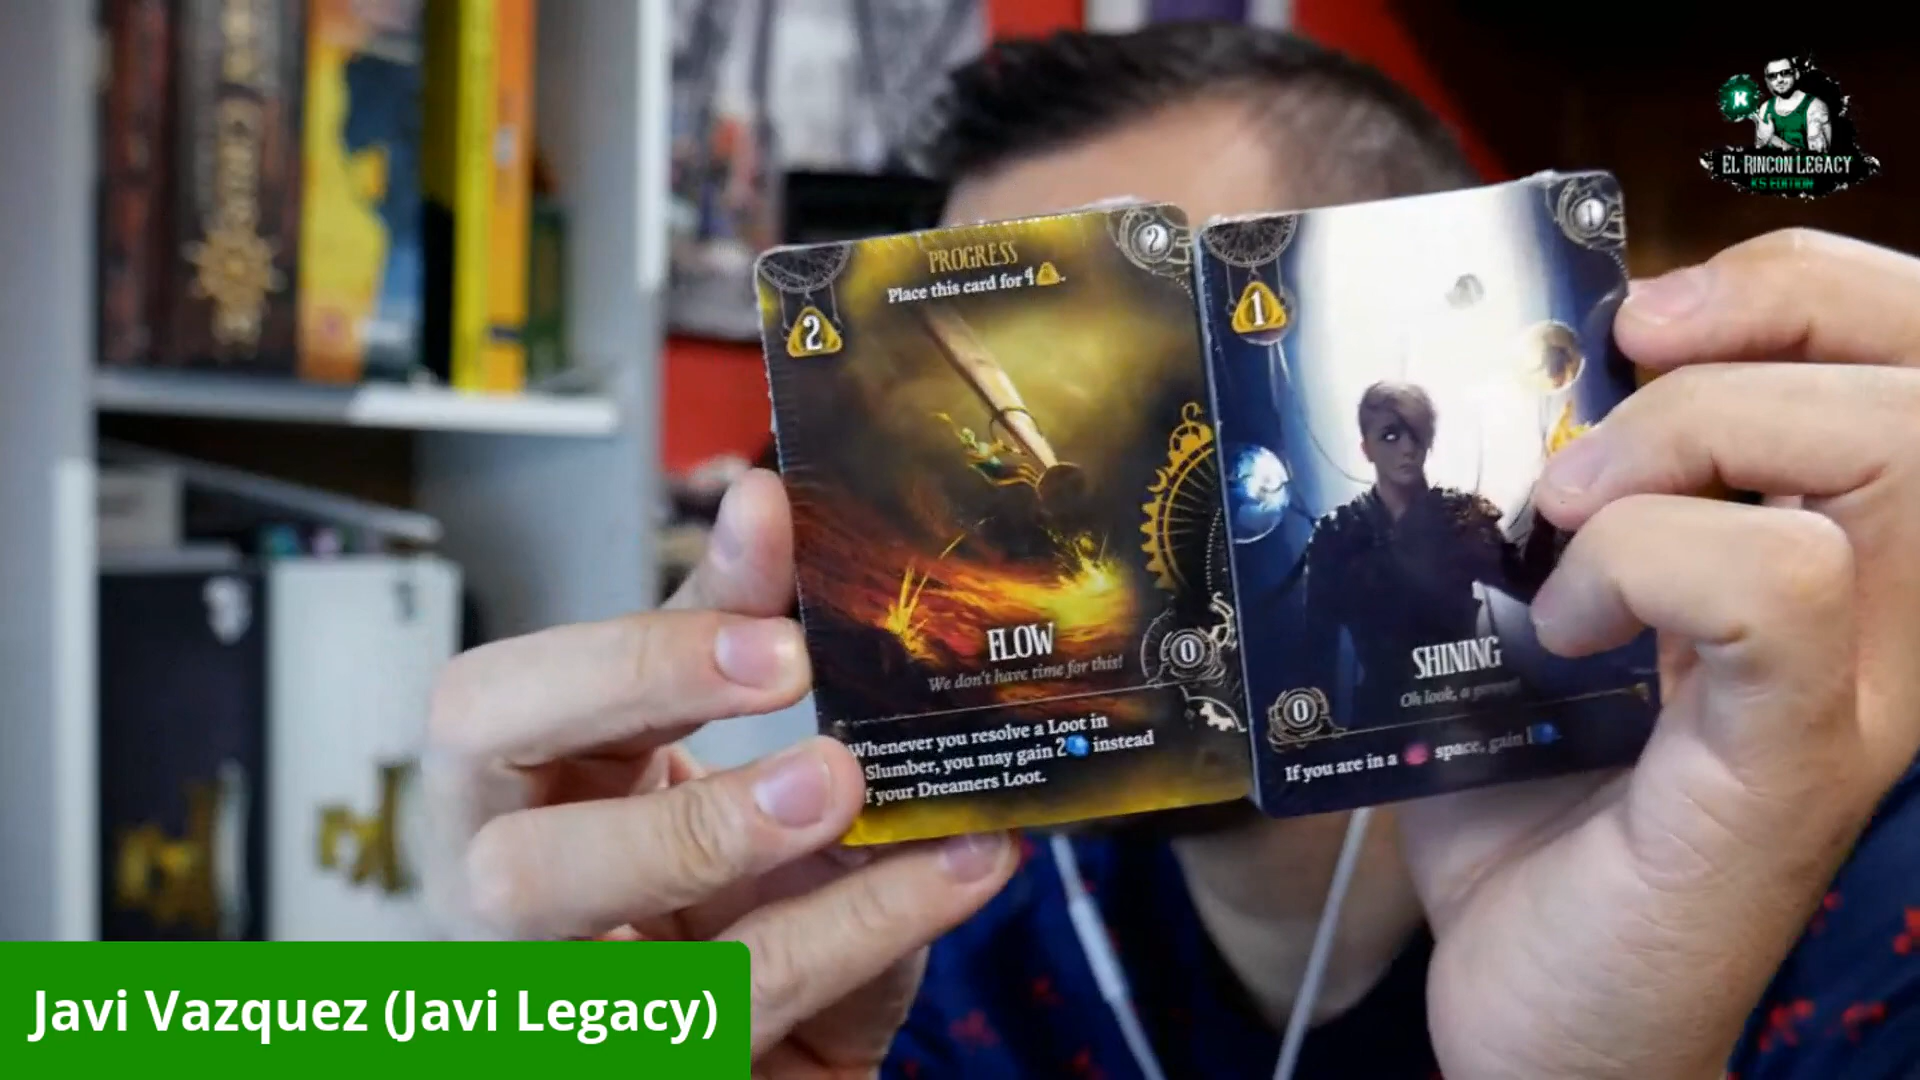 EL RINCON LEGACY
KS EDITION
PROGRESS
Place this card for 4
2
2
FLOW
We don't have time for this!
0
Whenever you resolve a Loot in
Slumber, you may gain 2 instead
f your Dreamers Loot.
1
1
SHINING
Oh look, a
0
If you are in a space, gain 1
Javi Vazquez (Javi Legacy)